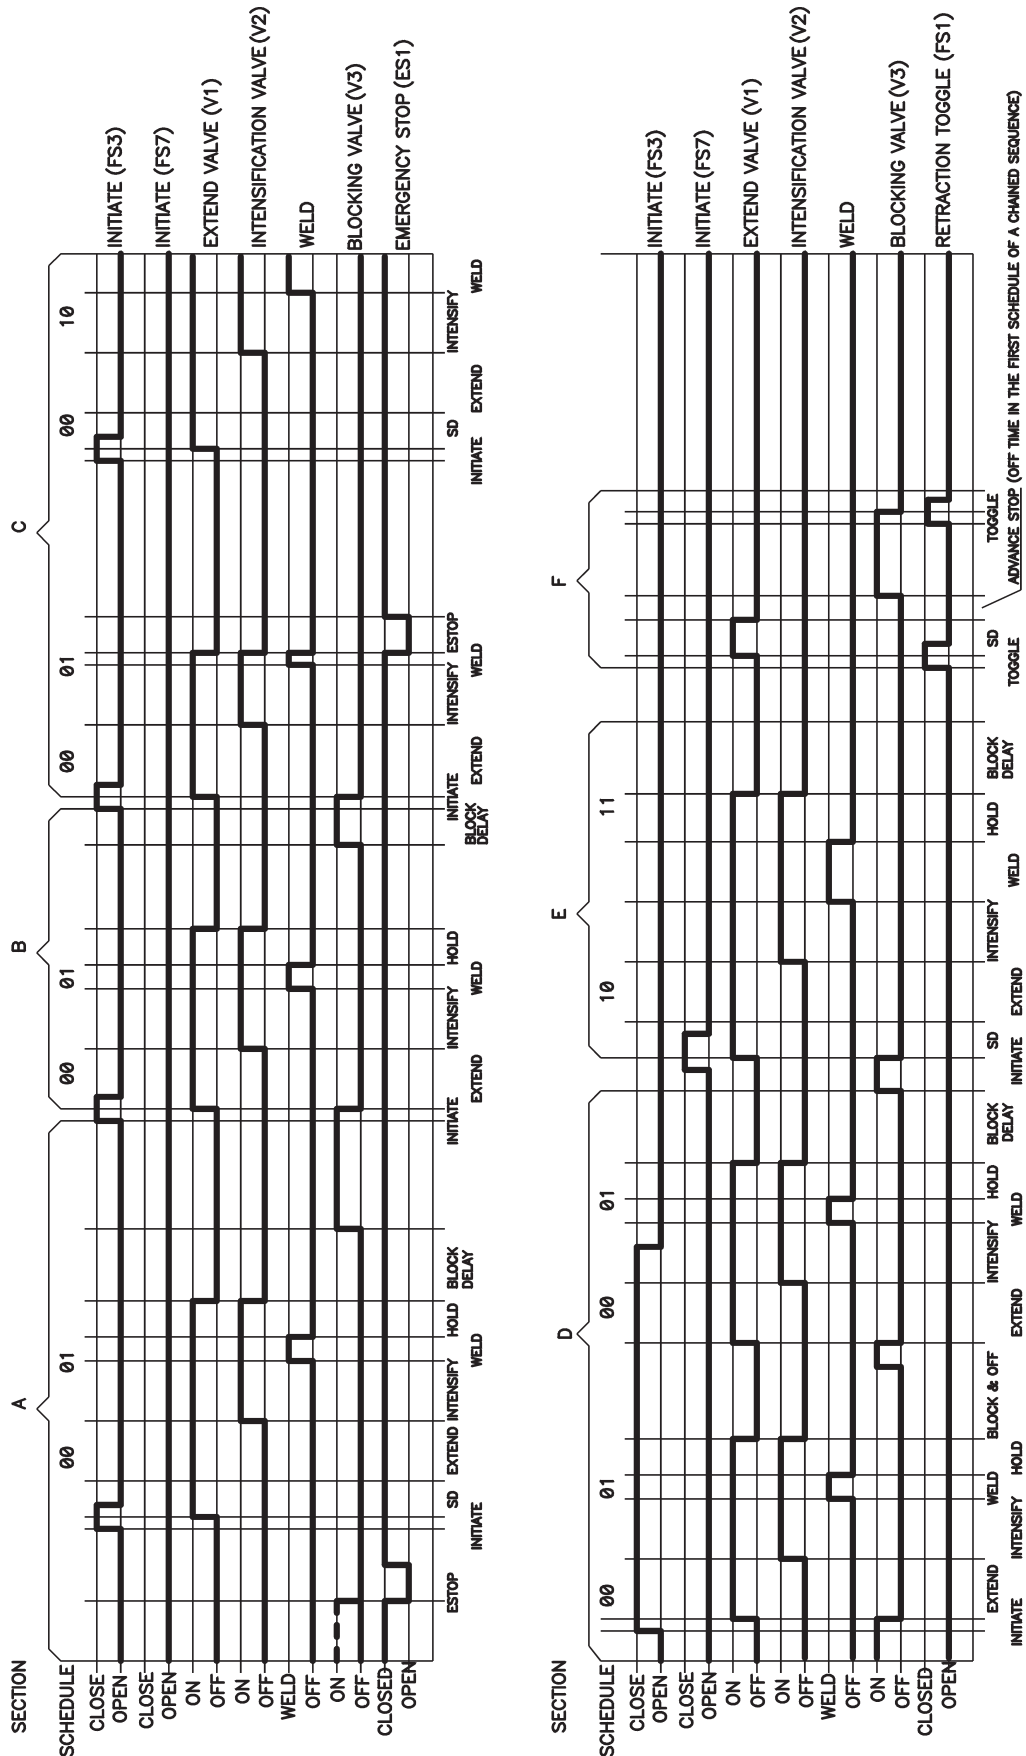 SECTION
A
B
C
SCHEDULE
00
01
00
01
00
01
00
10
CLOSE
OPEN
INITIATE (FS3)
CLOSE
OPEN
INITIATE (FS7)
ON
OFF
EXTEND VALVE (V1)
ON
OFF
INTENSIFICATION VALVE (V2)
WELD
OFF
WELD
ON
OFF
BLOCKING VALVE (V3)
CLOSED
OPEN
EMERGENCY STOP (ES1)
ESTOP
INITIATE
SD
EXTEND
INTENSIFY
WELD
HOLD
BLOCK
DELAY
INITIATE
EXTEND
INTENSIFY
WELD
HOLD
BLOCK
DELAY
INITIATE
EXTEND
INTENSIFY
WELD
ESTOP
INITIATE
SD
EXTEND
INTENSIFY
WELD
SECTION
D
E
F
SCHEDULE
00
01
00
01
10
11
CLOSE
OPEN
INITIATE (FS3)
CLOSE
OPEN
INITIATE (FS7)
ON
OFF
EXTEND VALVE (V1)
ON
OFF
INTENSIFICATION VALVE (V2)
WELD
OFF
WELD
ON
OFF
BLOCKING VALVE (V3)
CLOSED
OPEN
RETRACTION TOGGLE (FS1)
INITIATE
EXTEND
INTENSIFY
WELD
HOLD
BLOCK & OFF
EXTEND
INTENSIFY
WELD
HOLD
BLOCK
DELAY
INITIATE
SD
EXTEND
INTENSIFY
WELD
HOLD
BLOCK
DELAY
TOGGLE
SD
TOGGLE
ADVANCE STOP (OFF TIME IN THE FIRST SCHEDULE OF A CHAINED SEQUENCE)